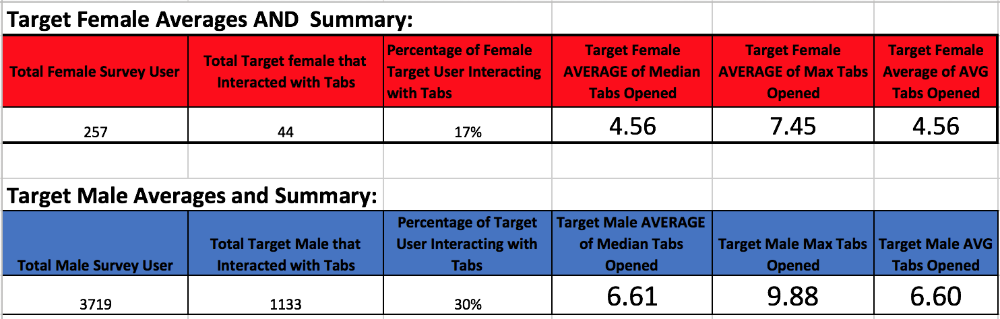 Target Female Averages AND  Summary:
Total Female Survey User
Total Target female that
Interacted with Tabs
Percentage of Female
Target User Interacting
with Tabs
Target Female
AVERAGE of Median
Tabs Opened
Target Female
AVERAGE of Max Tabs
Opened
Target Female
Average of AVG
Tabs Opened
257
44
17%
4.56
7.45
4.56
Target Male Averages and Summary:
Total Male Survey User
Total Target Male that
Interacted with Tabs
Percentage of Target
User Interacting with
Tabs
Target Male AVERAGE
of Median Tabs
Opened
Target Male Max Tabs
Opened
Target Male AVG
Tabs Opened
3719
1133
30%
6.61
9.88
6.60